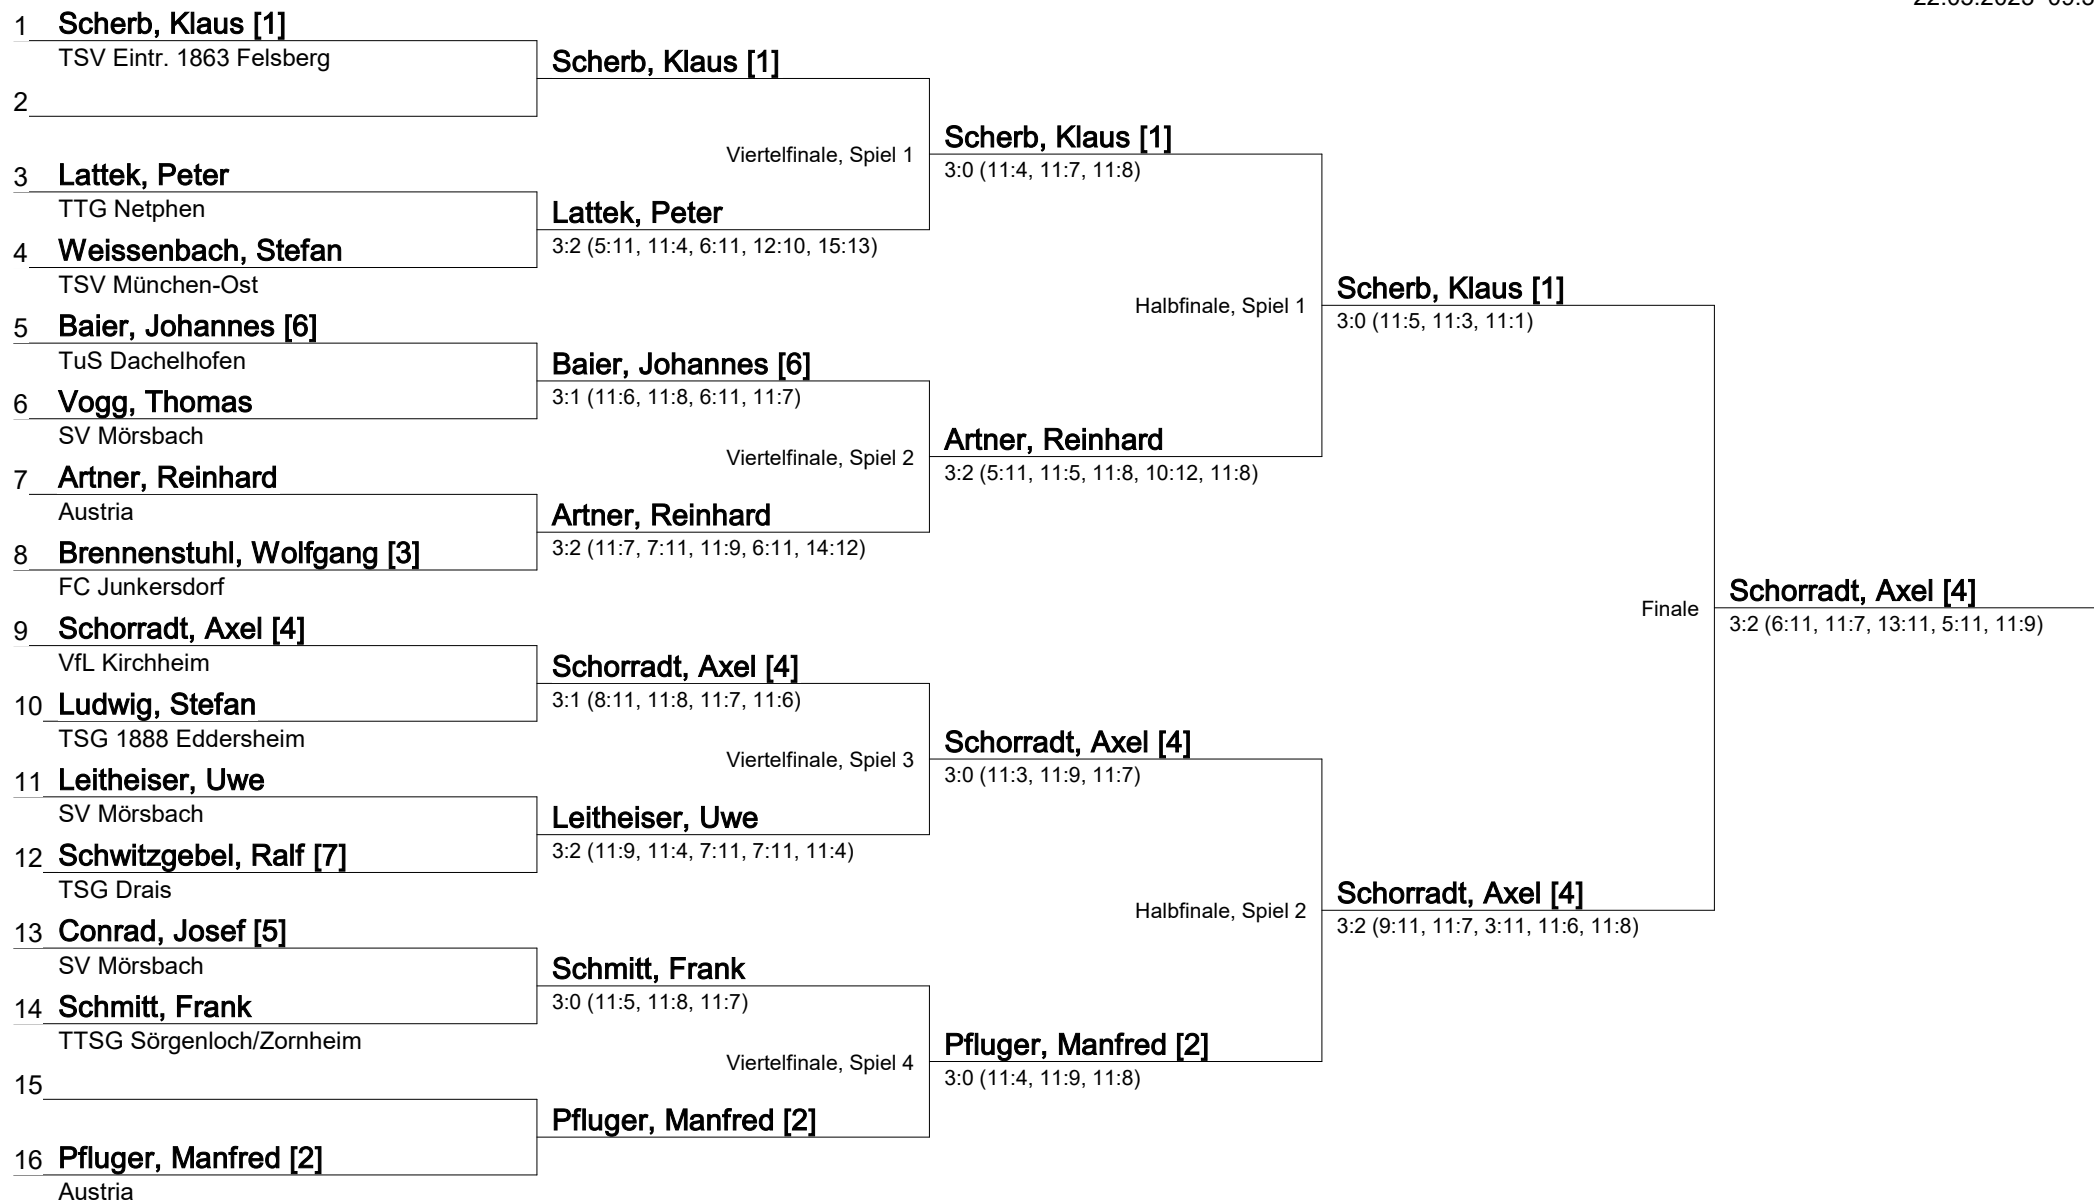 1 Scherb, Klaus [1]
TSV Eintr. 1863 Felsberg
2
3 Lattek, Peter
TTG Netphen
4 Weissenbach, Stefan
TSV München-Ost
5 Baier, Johannes [6]
TuS Dachelhofen
6 Vogg, Thomas
SV Mörsbach
7 Artner, Reinhard
Austria
8 Brennenstuhl, Wolfgang [3]
FC Junkersdorf
9 Schorradt, Axel [4]
VfL Kirchheim
10 Ludwig, Stefan
TSG 1888 Eddersheim
11 Leitheiser, Uwe
SV Mörsbach
12 Schwitzgebel, Ralf [7]
TSG Drais
13 Conrad, Josef [5]
SV Mörsbach
14 Schmitt, Frank
TTSG Sörgenloch/Zornheim
15
16 Pfluger, Manfred [2]
Austria
Scherb, Klaus [1]
Viertelfinale, Spiel 1
Lattek, Peter
3:2 (5:11, 11:4, 6:11, 12:10, 15:13)
Baier, Johannes [6]
3:1 (11:6, 11:8, 6:11, 11:7)
Viertelfinale, Spiel 2
Artner, Reinhard
3:2 (11:7, 7:11, 11:9, 6:11, 14:12)
Schorradt, Axel [4]
3:1 (8:11, 11:8, 11:7, 11:6)
Viertelfinale, Spiel 3
Leitheiser, Uwe
3:2 (11:9, 11:4, 7:11, 7:11, 11:4)
Schmitt, Frank
3:0 (11:5, 11:8, 11:7)
Viertelfinale, Spiel 4
Pfluger, Manfred [2]
Scherb, Klaus [1]
3:0 (11:4, 11:7, 11:8)
Halbfinale, Spiel 1
Artner, Reinhard
3:2 (5:11, 11:5, 11:8, 10:12, 11:8)
Schorradt, Axel [4]
3:0 (11:3, 11:9, 11:7)
Halbfinale, Spiel 2
Pfluger, Manfred [2]
3:0 (11:4, 11:9, 11:8)
Scherb, Klaus [1]
3:0 (11:5, 11:3, 11:1)
Finale
Schorradt, Axel [4]
3:2 (9:11, 11:7, 3:11, 11:6, 11:8)
Schorradt, Axel [4]
3:2 (6:11, 11:7, 13:11, 5:11, 11:9)